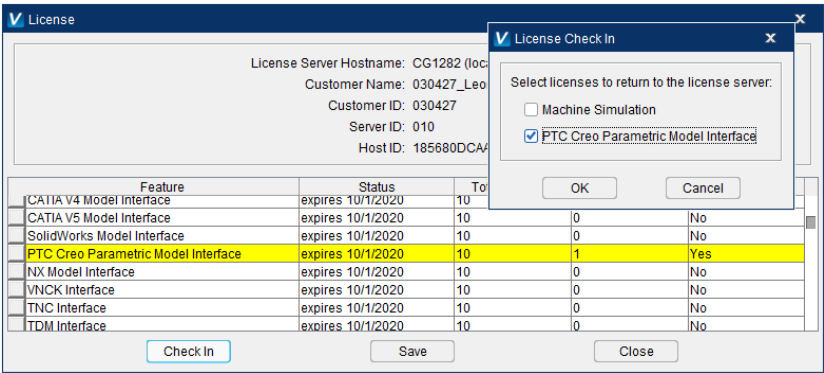 License
License Server Hostname: CG1282
Customer Name:
Customer ID: 030427
Server ID: 010
Host ID:
License Check In
Select licenses to return to the license server:
Machine Simulation
PTC Creo Parametric Model Interface
OK Cancel
Feature Status
CATIA V4 Model Interface expires 10/1/2020 10 0 No
CATIA V5 Model Interface expires 10/1/2020 10 0 No
SolidWorks Model Interface expires 10/1/2020 10 0 No
PTC Creo Parametric Model Interface expires 10/1/2020 10 1 Yes
NX Model Interface expires 10/1/2020 10 0 No
VNCK Interface expires 10/1/2020 10 0 No
TNC Interface expires 10/1/2020 10 0 No
TDM Interface expires 10/1/2020 10 0 No
Check In Save Close